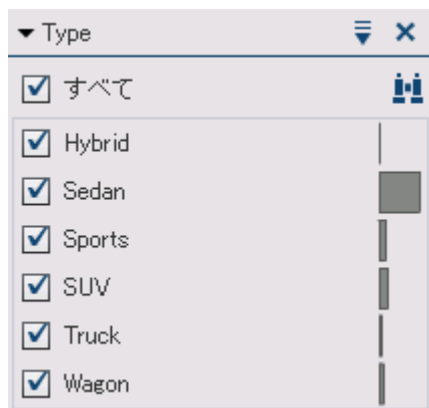 Type
すべて
Hybrid
Sedan
Sports
SUV
Truck
Wagon